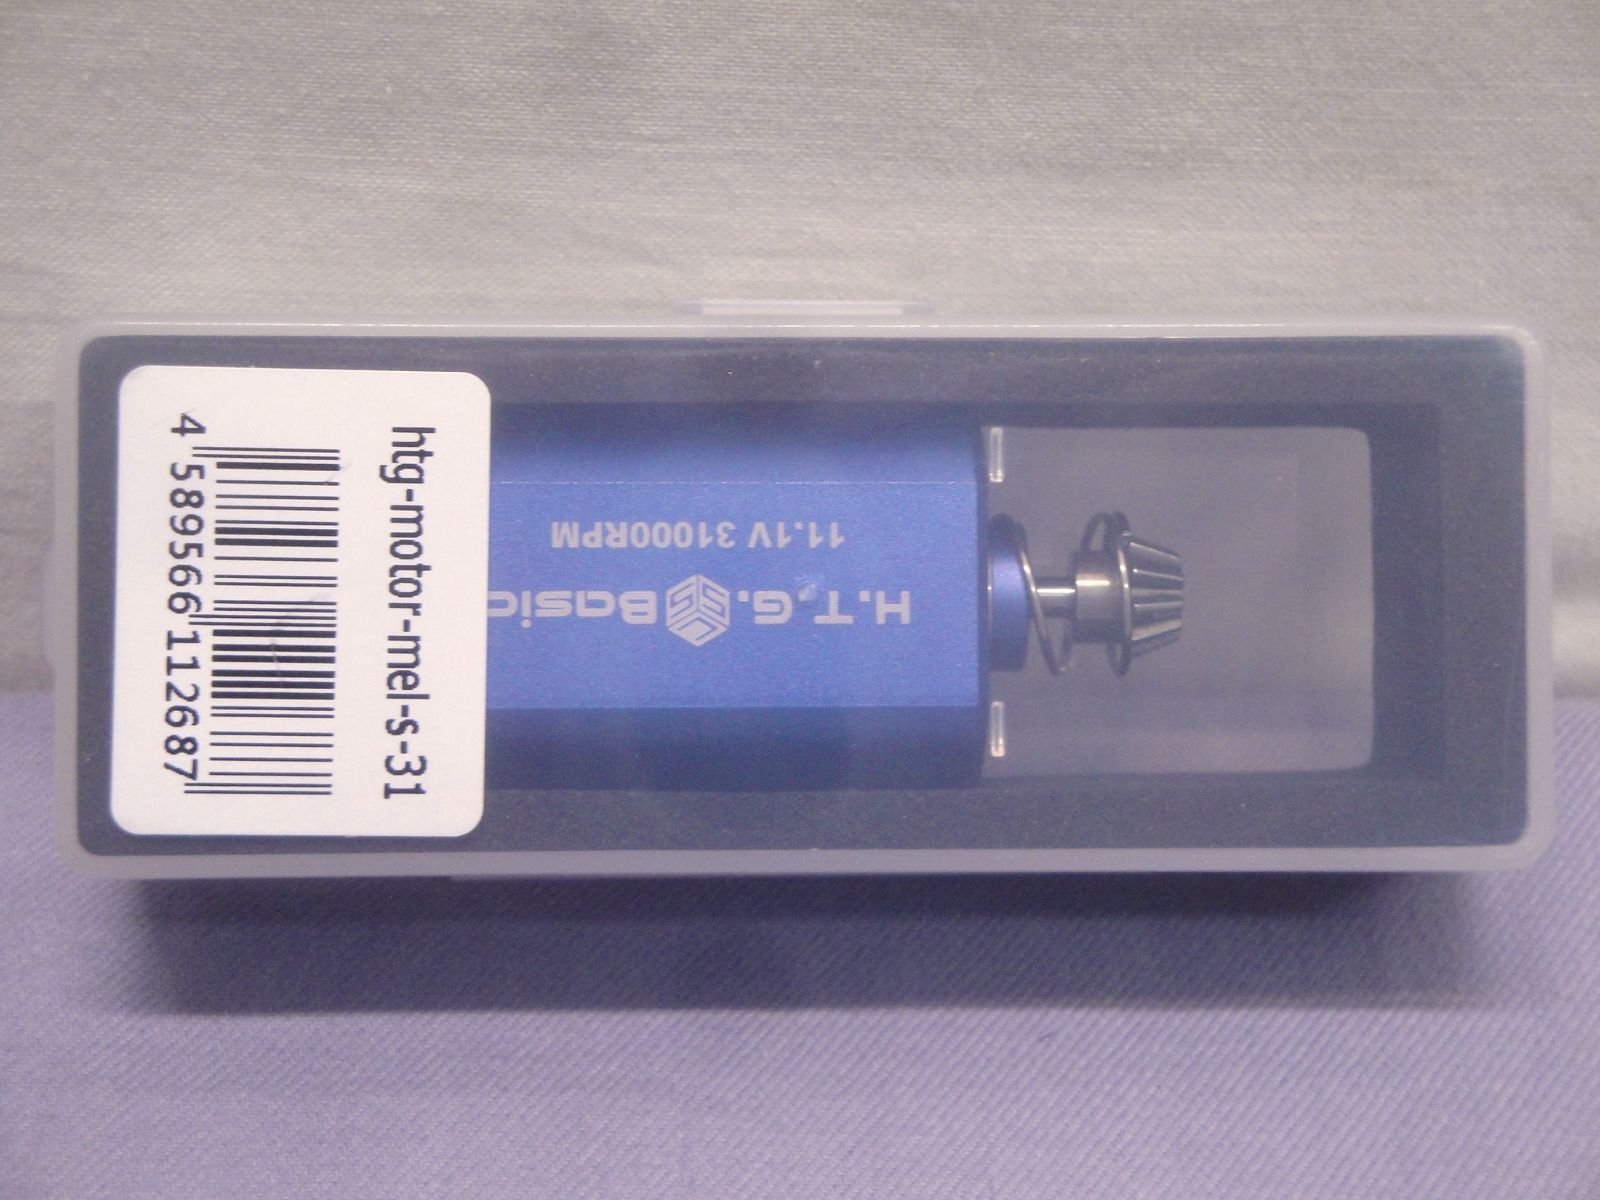 htg-motor-mel-s-31
4 589566 112687
11.1V 31000RPM
H.T.G. Basic